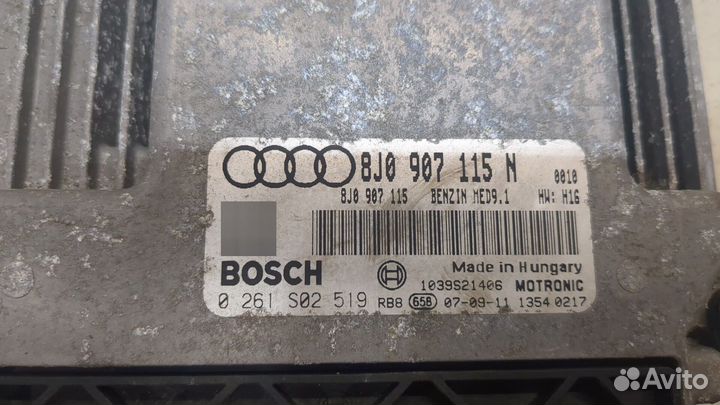 8J0 907 115 N 0010
8J0 907 115 BENZIN MED9.1 HW: H16
BOSCH
Made in Hungary
1039S21406 MOTRONIC
0 261 S02 519 RB8 658 07-09-11 1354 0217
Avito